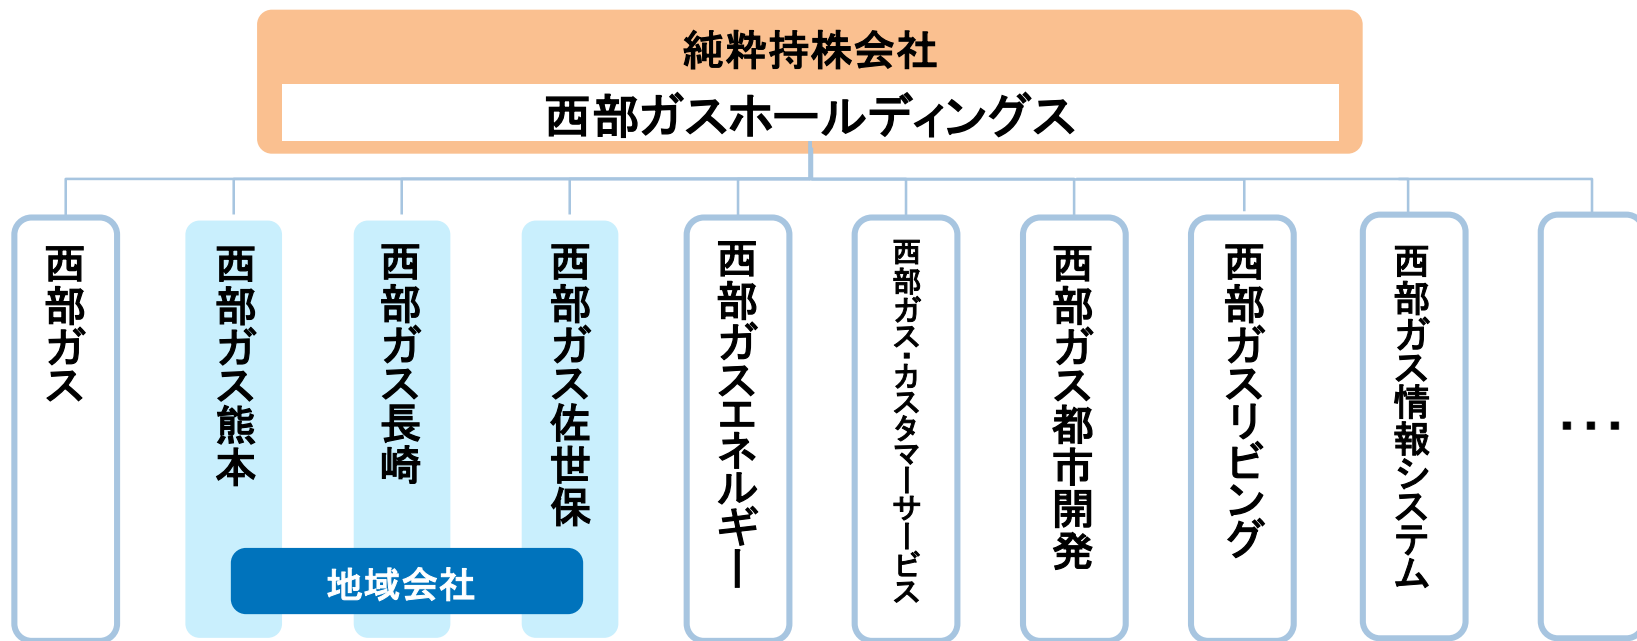 純粋持株会社
西部ガスホールディングス
西部ガス
西部ガス熊本
西部ガス長崎
西部ガス佐世保
西部ガスエネルギー
西部ガス・カスタマーサービス
西部ガス都市開発
西部ガスリビング
西部ガス情報システム
・・・
地域会社